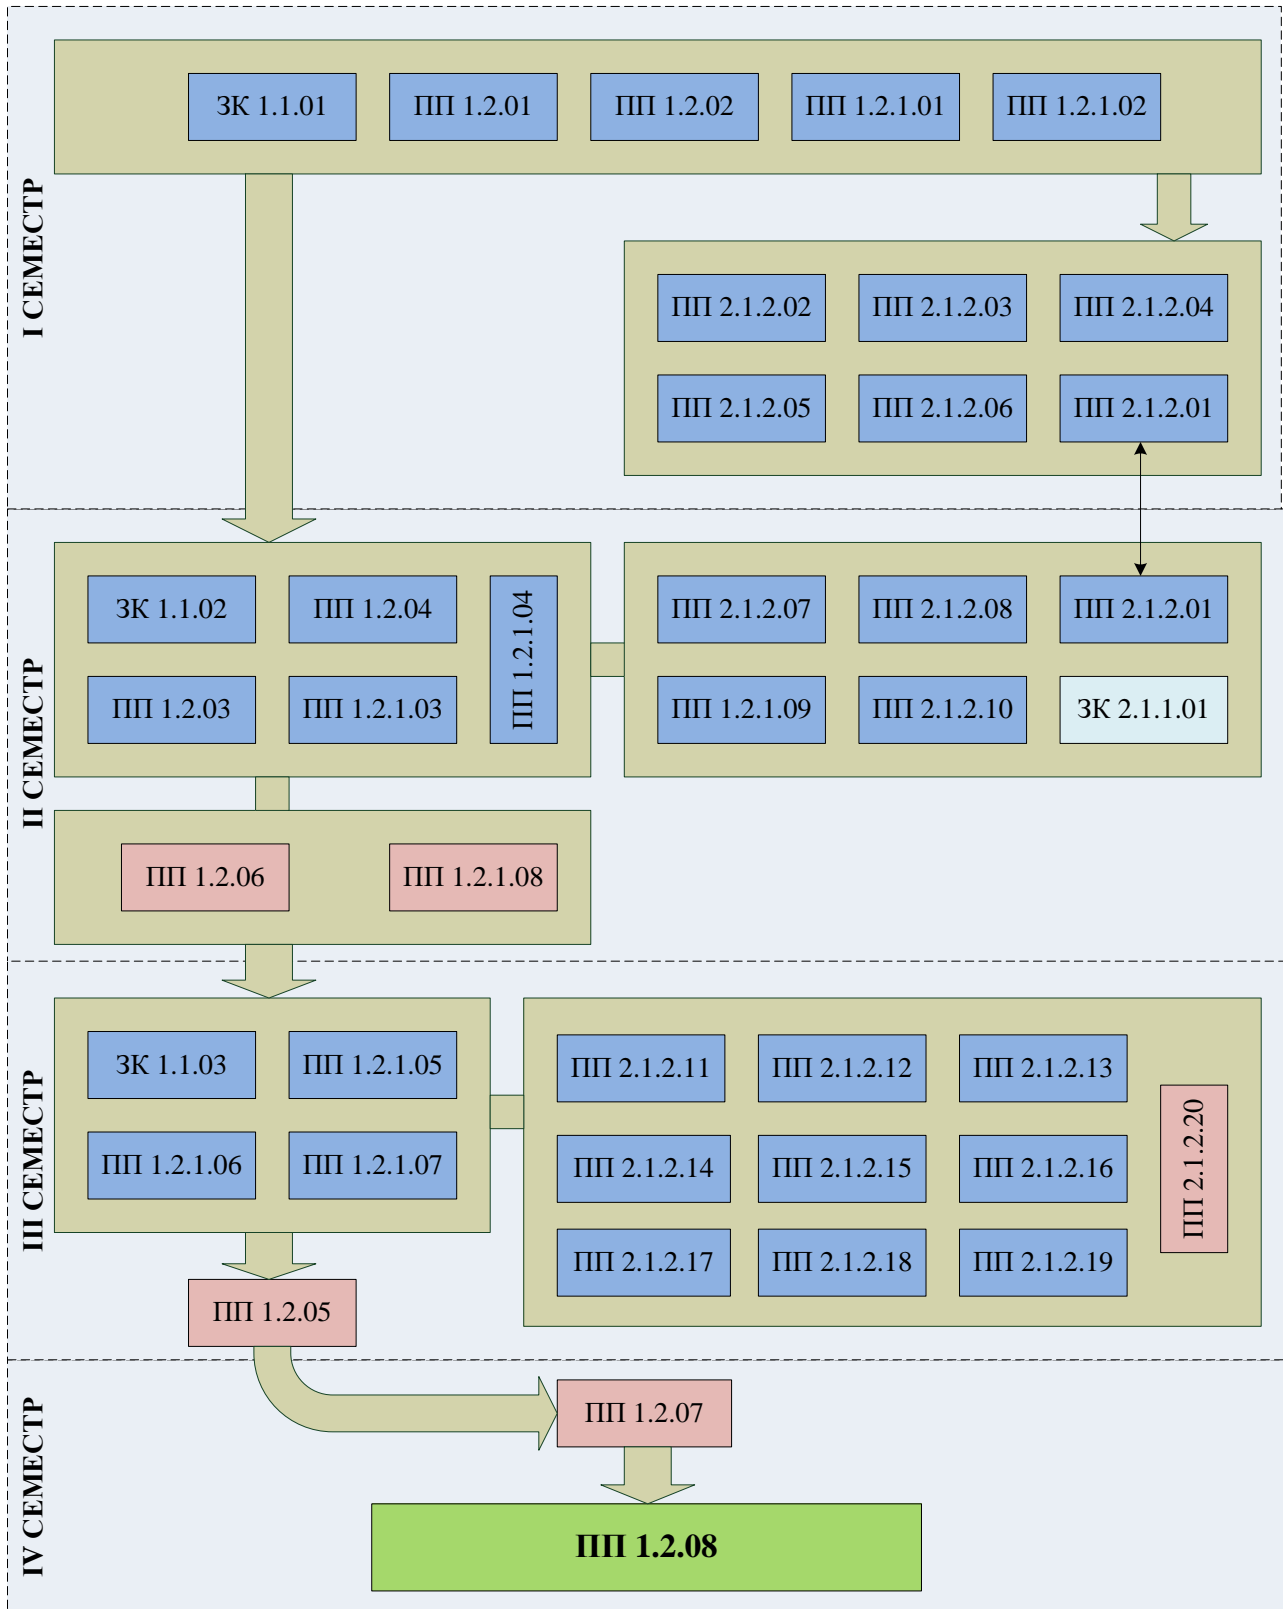 I СЕМЕСТР
ЗК 1.1.01
ПП 1.2.01
ПП 1.2.02
ПП 1.2.1.01
ПП 1.2.1.02
ПП 2.1.2.02
ПП 2.1.2.03
ПП 2.1.2.04
ПП 2.1.2.05
ПП 2.1.2.06
ПП 2.1.2.01
II СЕМЕСТР
ЗК 1.1.02
ПП 1.2.04
ПП 1.2.1.04
ПП 1.2.03
ПП 1.2.1.03
ПП 2.1.2.07
ПП 2.1.2.08
ПП 2.1.2.01
ПП 1.2.1.09
ПП 2.1.2.10
ЗК 2.1.1.01
ПП 1.2.06
ПП 1.2.1.08
III СЕМЕСТР
ЗК 1.1.03
ПП 1.2.1.05
ПП 1.2.1.06
ПП 1.2.1.07
ПП 2.1.2.11
ПП 2.1.2.12
ПП 2.1.2.13
ПП 2.1.2.14
ПП 2.1.2.15
ПП 2.1.2.16
ПП 2.1.2.17
ПП 2.1.2.18
ПП 2.1.2.19
ПП 2.1.2.20
ПП 1.2.05
IV СЕМЕСТР
ПП 1.2.07
ПП 1.2.08